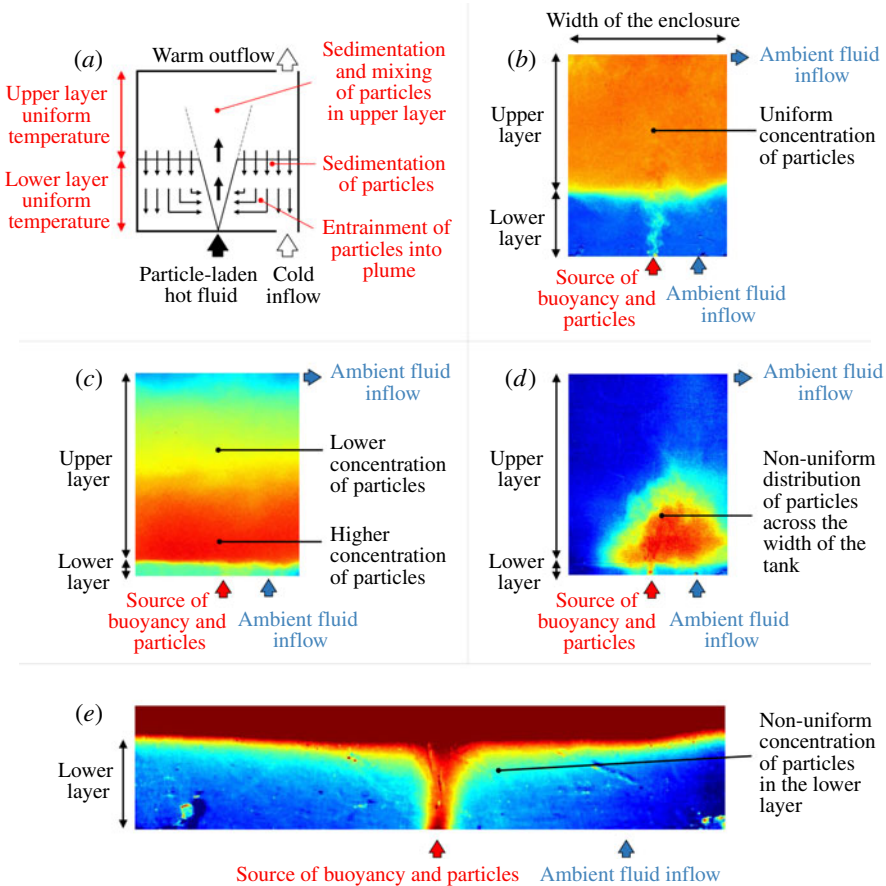 (a)
Warm outflow
Sedimentation
and mixing
of particles
in upper layer
Upper layer
uniform
temperature
Sedimentation
of particles
Lower layer
uniform
temperature
Entrainment of
particles into
plume
Particle-laden
hot fluid
Cold
inflow
Width of the enclosure
(b)
Ambient fluid
inflow
Upper
layer
Uniform
concentration
of particles
Lower
layer
Source of
buoyancy and
particles
Ambient fluid
inflow
(c)
Ambient fluid
inflow
Upper
layer
Lower
concentration
of particles
Higher
concentration
of particles
Lower
layer
Source of
buoyancy and
particles
Ambient fluid
inflow
(d)
Ambient fluid
inflow
Upper
layer
Non-uniform
distribution
of particles
across the
width of the
tank
Lower
layer
Source of
buoyancy and
particles
Ambient fluid
inflow
(e)
Lower
layer
Non-uniform
concentration
of particles
in the lower
layer
Source of buoyancy and particles
Ambient fluid inflow